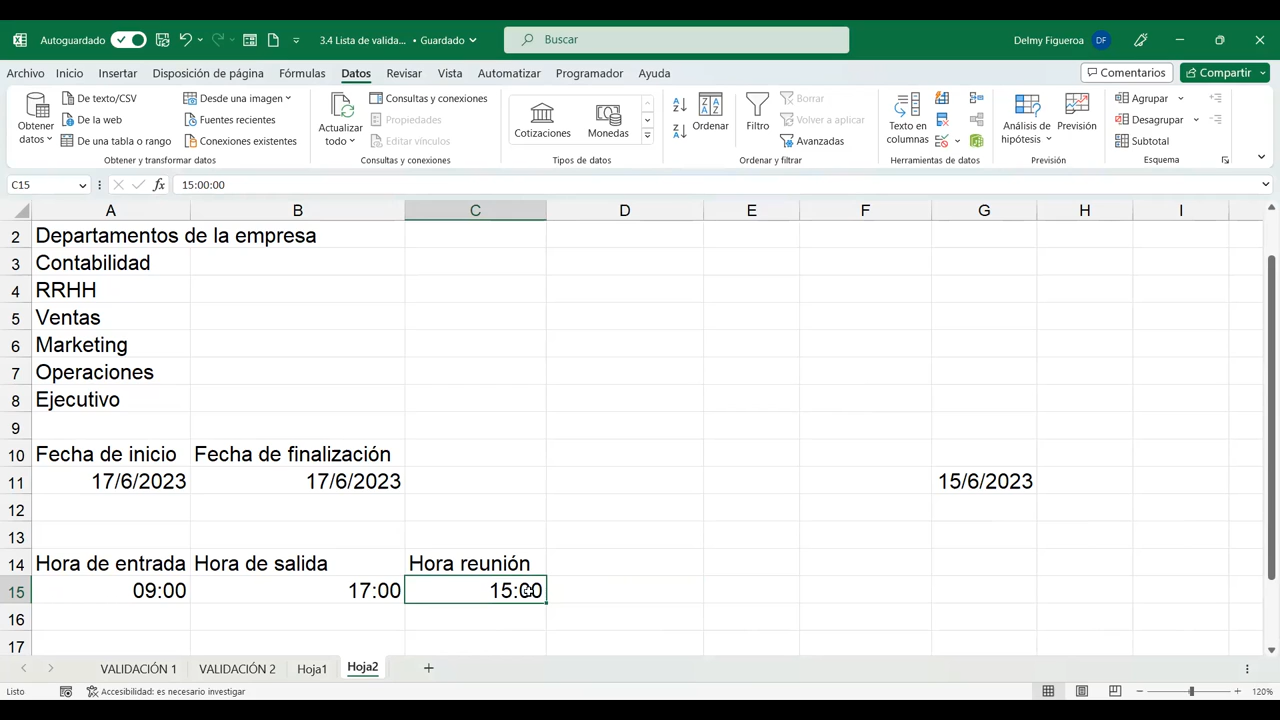 Autoguardado
3.4 Lista de valida... • Guardado
Buscar
Delmy Figueroa DF
Archivo Inicio Insertar Disposición de página Fórmulas Datos Revisar Vista Automatizar Programador Ayuda
Comentarios Compartir
Obtener datos
De texto/CSV
De la web
De una tabla o rango
Desde una imagen
Fuentes recientes
Conexiones existentes
Obtener y transformar datos
Actualizar todo
Consultas y conexiones
Propiedades
Editar vínculos
Consultas y conexiones
Cotizaciones Monedas
Tipos de datos
Ordenar
Filtro
Borrar
Volver a aplicar
Avanzadas
Ordenar y filtrar
Texto en columnas
Herramientas de datos
Análisis de hipótesis
Previsión
Previsión
Agrupar
Desagrupar
Subtotal
Esquema
C15 fx 15:00:00
A B C D E F G H I
2 Departamentos de la empresa
3 Contabilidad
4 RRHH
5 Ventas
6 Marketing
7 Operaciones
8 Ejecutivo
9
10 Fecha de inicio Fecha de finalización
11 17/6/2023 17/6/2023 15/6/2023
12
13
14 Hora de entrada Hora de salida Hora reunión
15 09:00 17:00 15:00
16
17
VALIDACIÓN 1 VALIDACIÓN 2 Hoja1 Hoja2
Listo Accesibilidad: es necesario investigar 120%